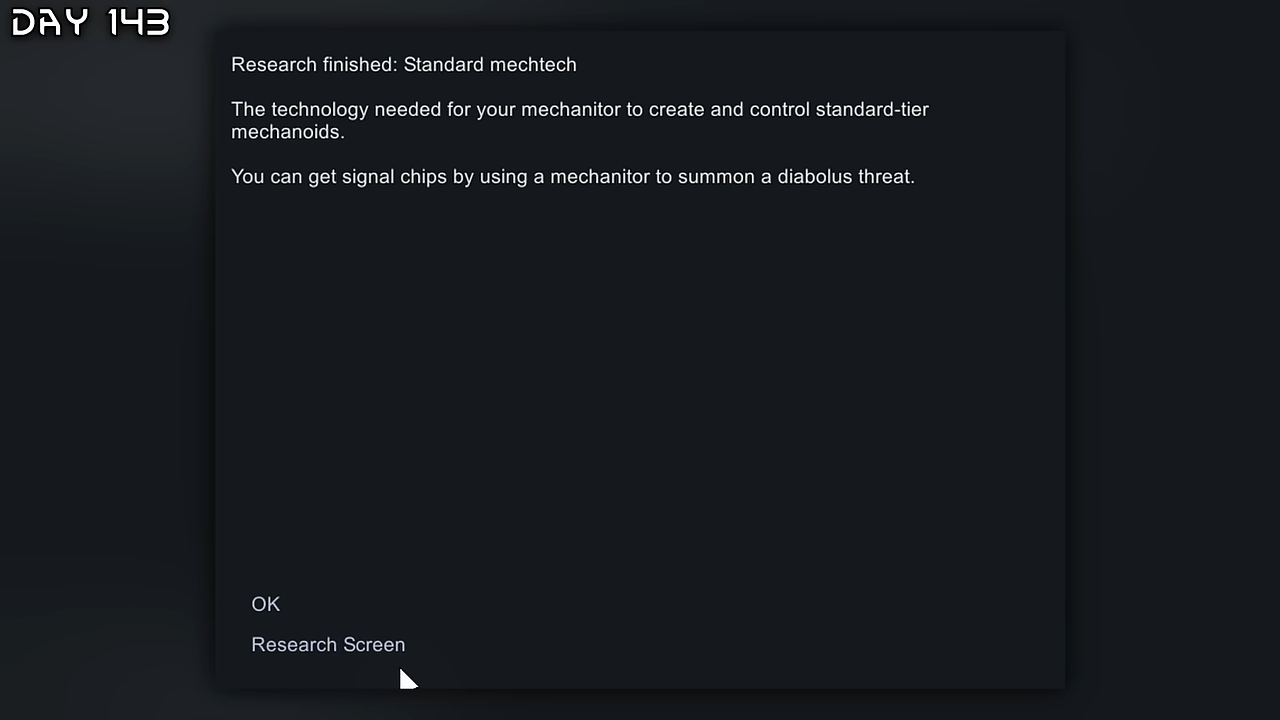 DAY 143
Research finished: Standard mechtech
The technology needed for your mechanitor to create and control standard-tier
mechanoids.
You can get signal chips by using a mechanitor to summon a diabolus threat.
OK
Research Screen